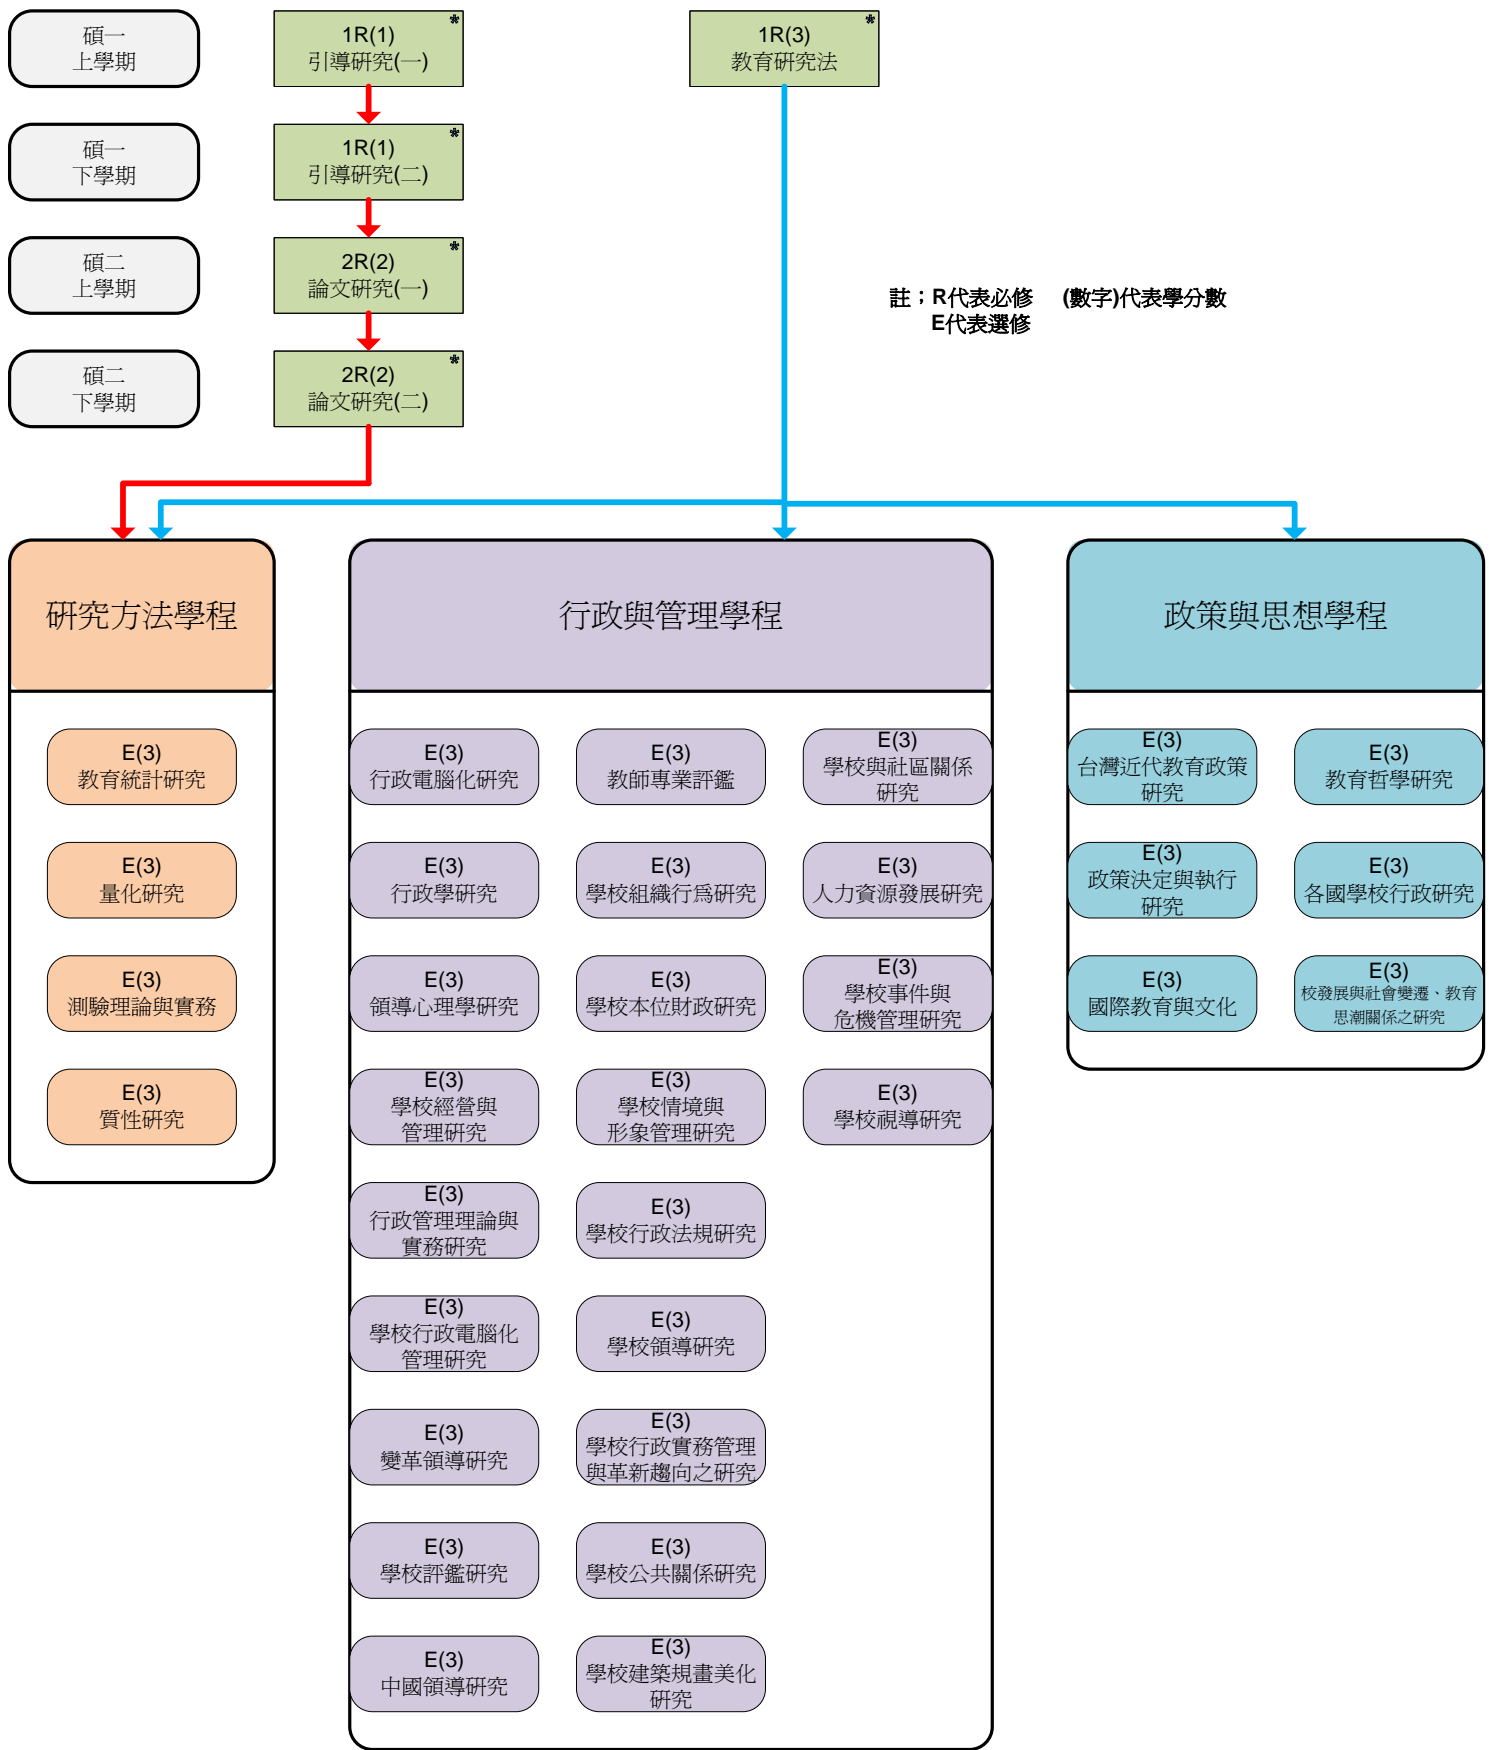 碩一
上學期
*
1R(1)
引導研究(一)
*
1R(3)
教育研究法
碩一
下學期
*
1R(1)
引導研究(二)
碩二
上學期
*
2R(2)
論文研究(一)
註；R代表必修 (數字)代表學分數
E代表選修
碩二
下學期
*
2R(2)
論文研究(二)
研究方法學程
E(3)
教育統計研究
E(3)
量化研究
E(3)
測驗理論與實務
E(3)
質性研究
行政與管理學程
E(3)
行政電腦化研究
E(3)
教師專業評鑑
E(3)
學校與社區關係
研究
E(3)
行政學研究
E(3)
學校組織行為研究
E(3)
人力資源發展研究
E(3)
領導心理學研究
E(3)
學校本位財政研究
E(3)
學校事件與
危機管理研究
E(3)
學校經營與
管理研究
E(3)
學校情境與
形象管理研究
E(3)
學校視導研究
E(3)
行政管理理論與
實務研究
E(3)
學校行政法規研究
E(3)
學校行政電腦化
管理研究
E(3)
學校領導研究
E(3)
變革領導研究
E(3)
學校行政實務管理
與革新趨向之研究
E(3)
學校評鑑研究
E(3)
學校公共關係研究
E(3)
中國領導研究
E(3)
學校建築規畫美化
研究
政策與思想學程
E(3)
台灣近代教育政策
研究
E(3)
教育哲學研究
E(3)
政策決定與執行
研究
E(3)
各國學校行政研究
E(3)
國際教育與文化
E(3)
校發展與社會變遷、教育
思潮關係之研究